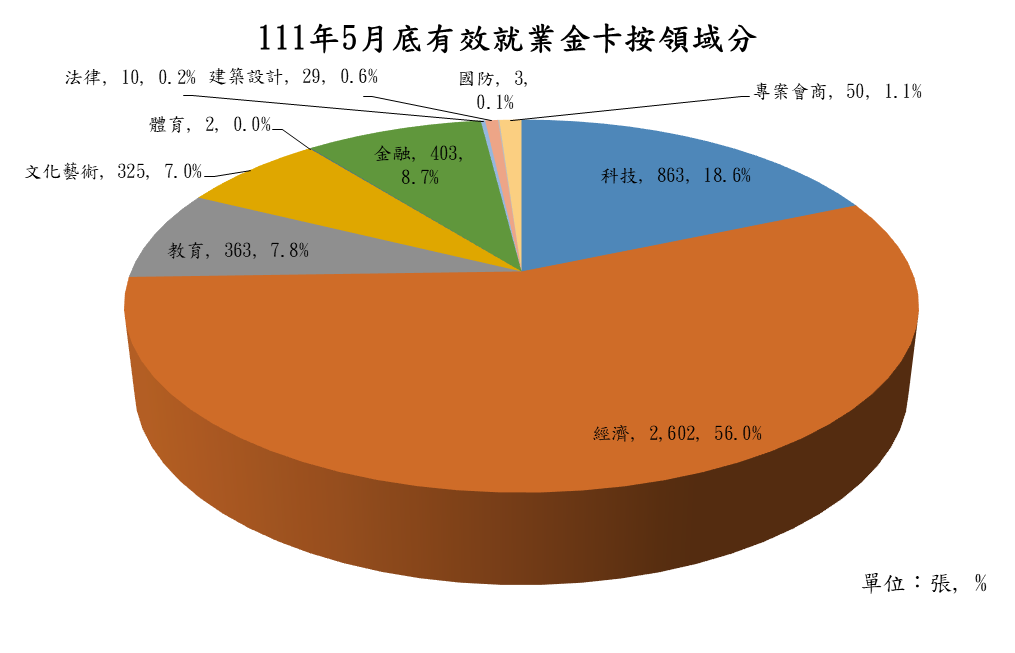 111年5月底有效就業金卡按領域分
法律, 10, 0.2%
建築設計, 29, 0.6%
國防, 3,
0.1%
專案會商, 50, 1.1%
體育, 2, 0.0%
金融, 403,
8.7%
文化藝術, 325, 7.0%
科技, 863, 18.6%
教育, 363, 7.8%
經濟, 2,602, 56.0%
單位：張, %